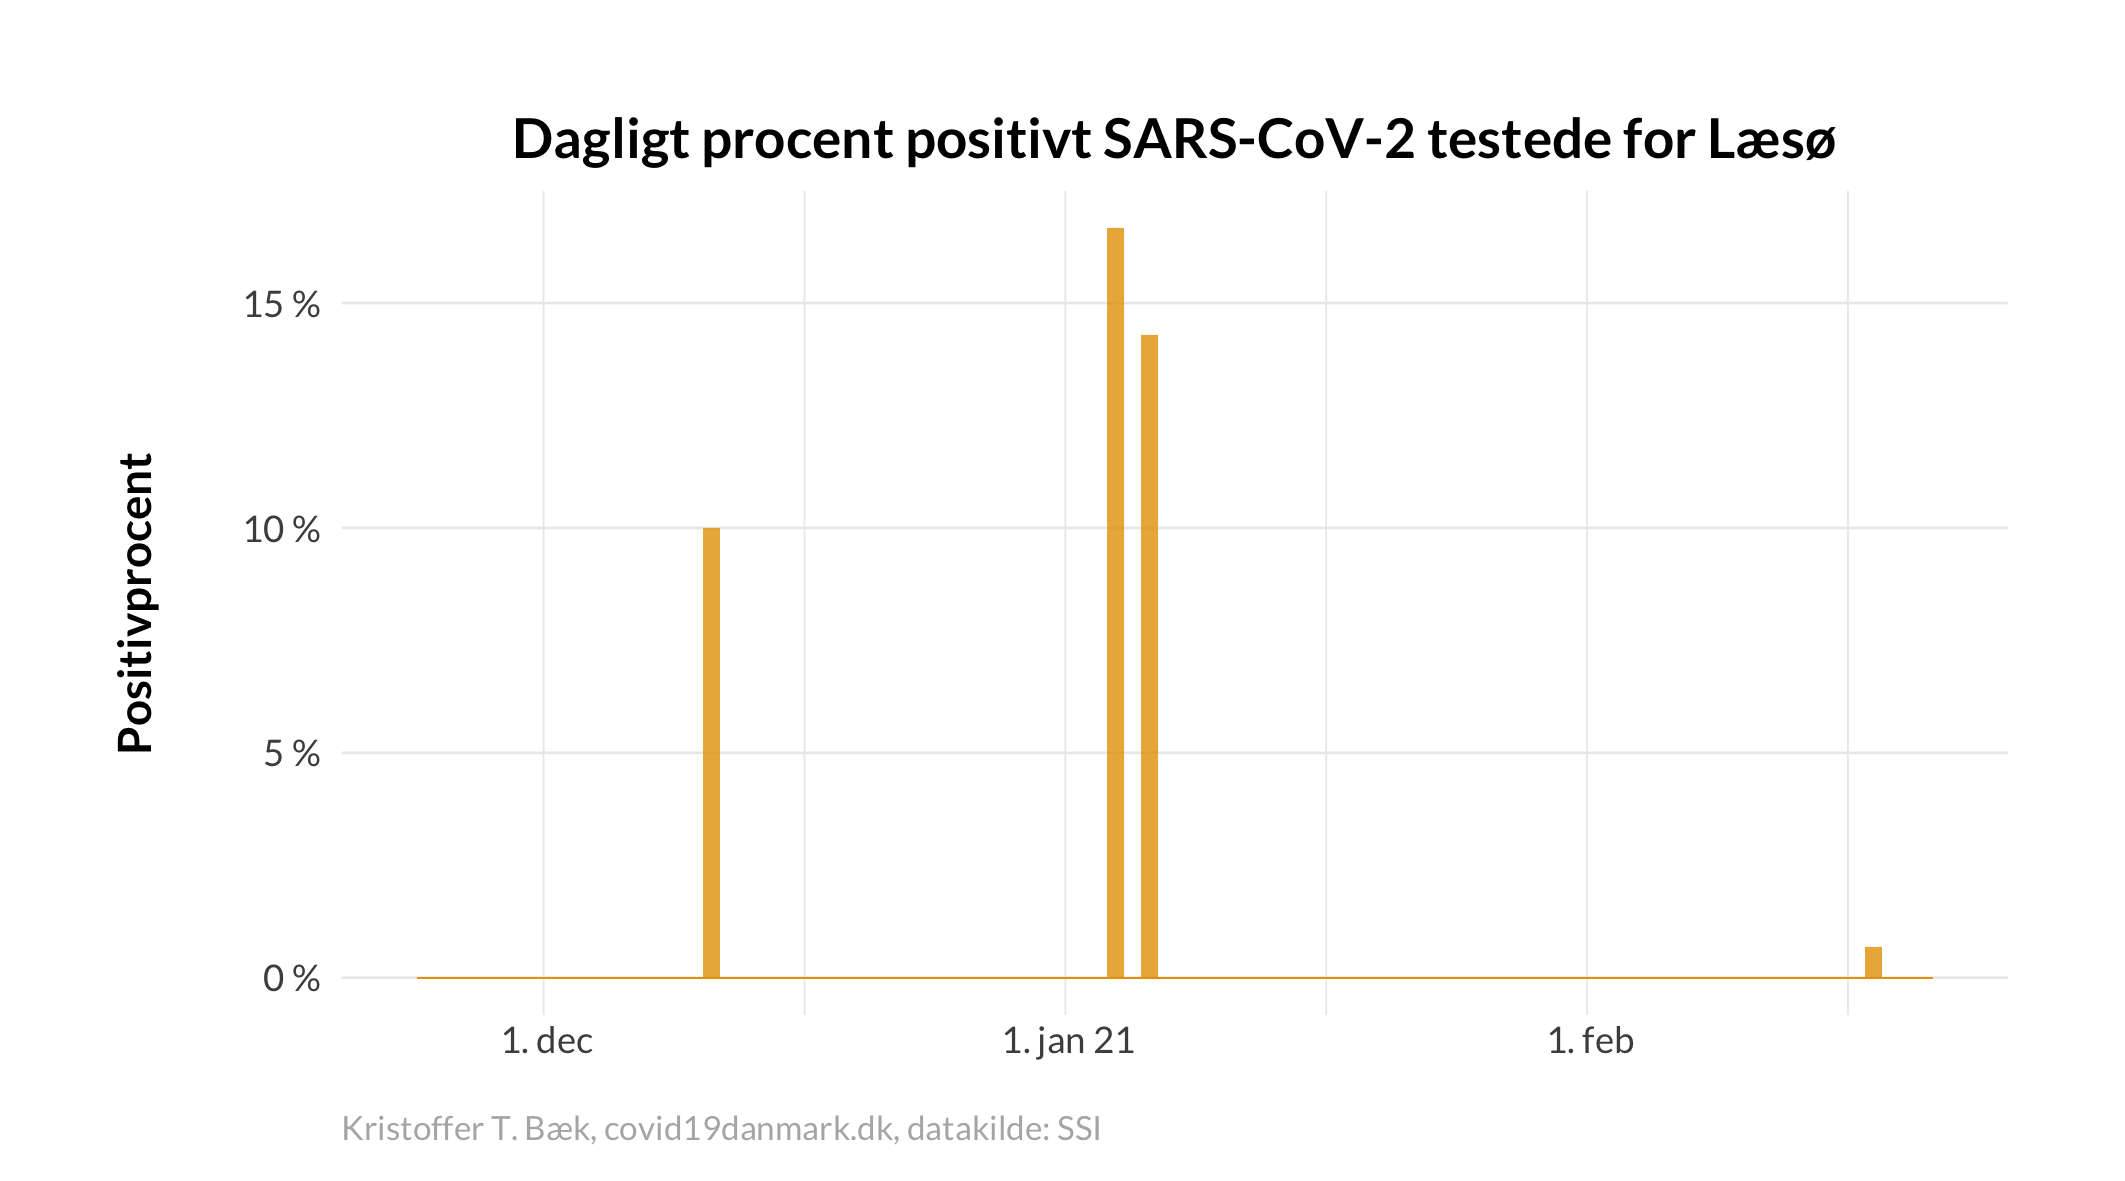 Dagligt procent positivt SARS-CoV-2 testede for Læsø
Positivprocent
15 %
10 %
5 %
0 %
1. dec
1. jan 21
1. feb
Kristoffer T. Bæk, covid19danmark.dk, datakilde: SSI